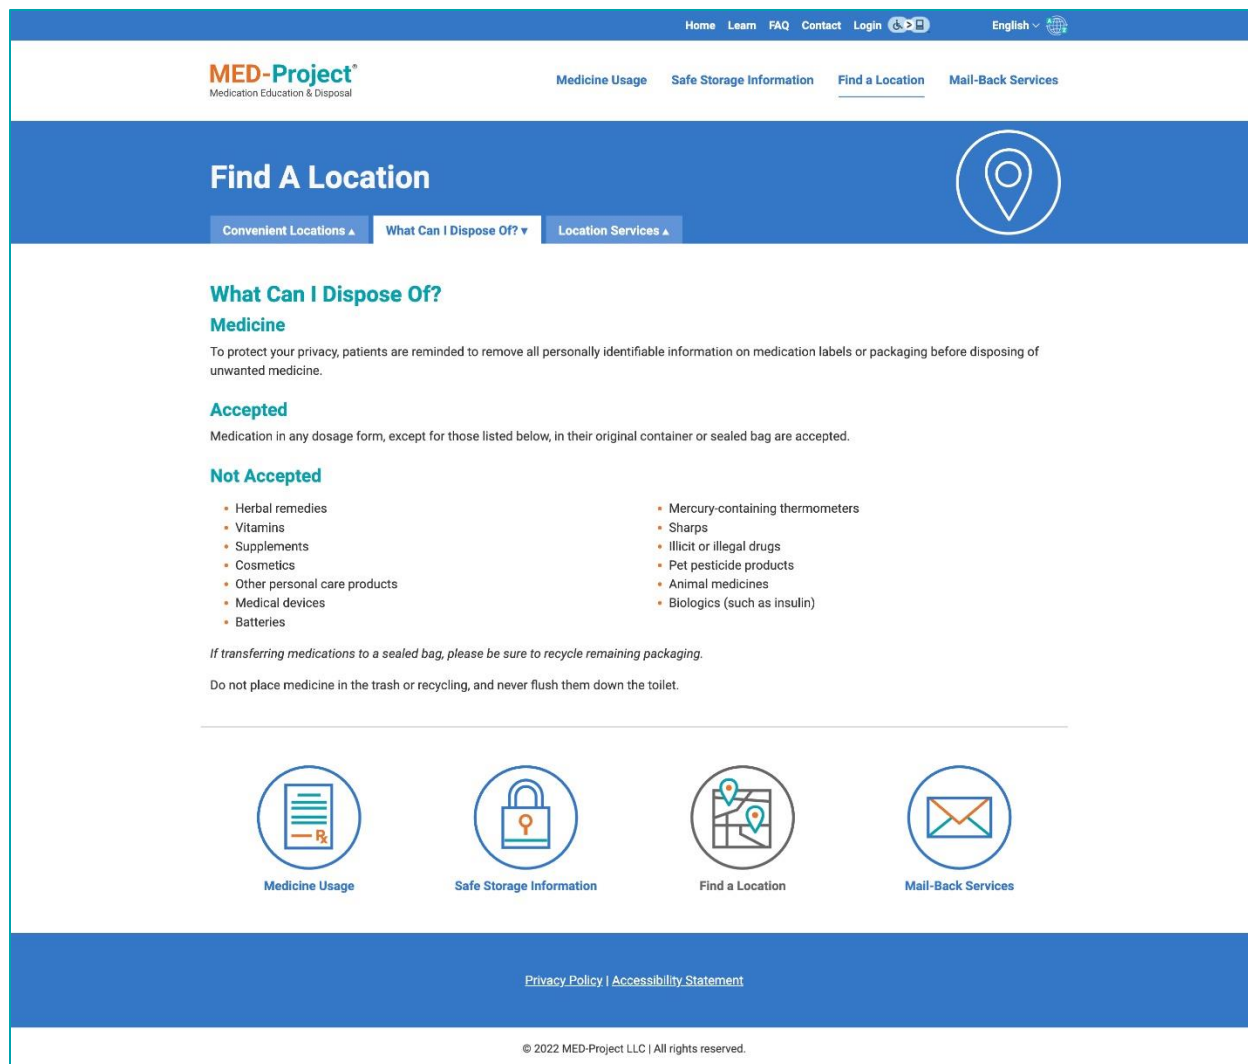 Home Learn FAQ Contact Login English
MED-Project®
Medication Education & Disposal
Medicine Usage Safe Storage Information Find a Location Mail-Back Services
Find A Location
Convenient Locations ▲ What Can I Dispose Of? ▼ Location Services ▲
What Can I Dispose Of?
Medicine
To protect your privacy, patients are reminded to remove all personally identifiable information on medication labels or packaging before disposing of
unwanted medicine.
Accepted
Medication in any dosage form, except for those listed below, in their original container or sealed bag are accepted.
Not Accepted
Herbal remedies
Vitamins
Supplements
Cosmetics
Other personal care products
Medical devices
Batteries
Mercury-containing thermometers
Sharps
Illicit or illegal drugs
Pet pesticide products
Animal medicines
Biologics (such as insulin)
If transferring medications to a sealed bag, please be sure to recycle remaining packaging.
Do not place medicine in the trash or recycling, and never flush them down the toilet.
Rx
Medicine Usage Safe Storage Information Find a Location Mail-Back Services
Privacy Policy | Accessibility Statement
© 2022 MED-Project LLC | All rights reserved.